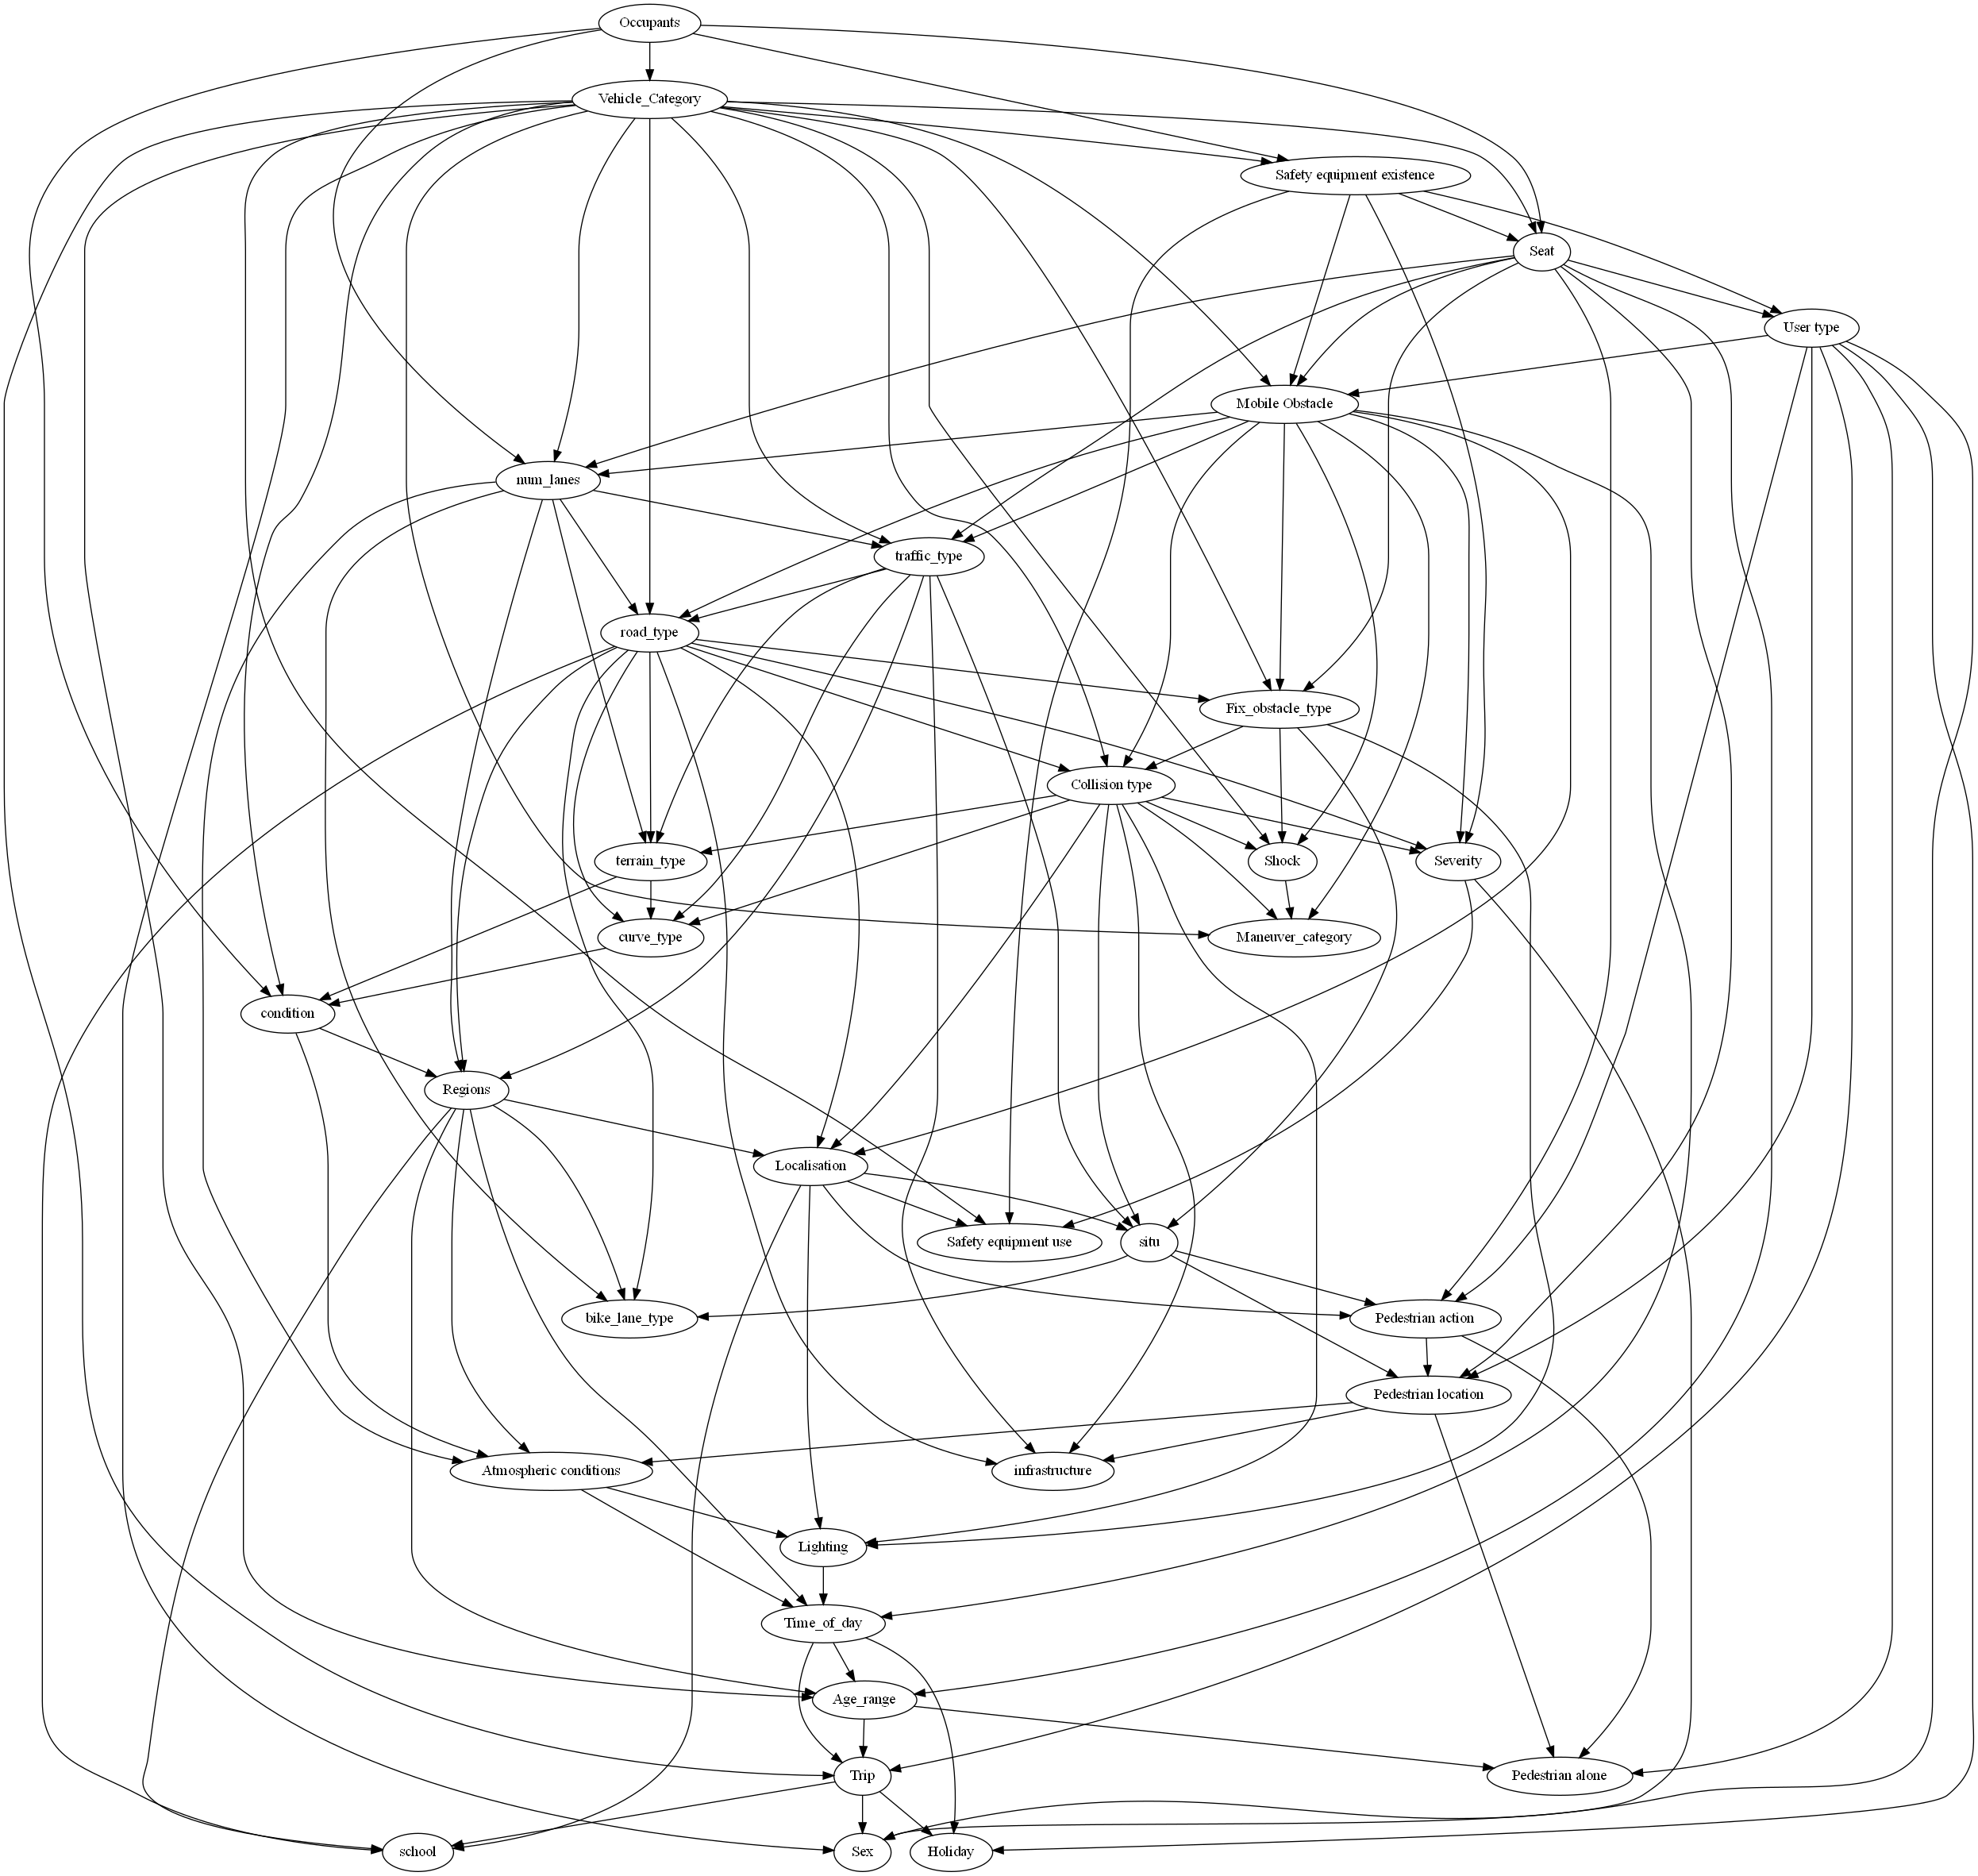 Occupants
Vehicle_Category
Safety equipment existence
Seat
User type
Mobile Obstacle
num_lanes
traffic_type
road_type
Fix_obstacle_type
Collision type
terrain_type
Shock
Severity
curve_type
Maneuver_category
condition
Regions
Localisation
Safety equipment use
situ
bike_lane_type
Pedestrian action
Pedestrian location
Atmospheric conditions
infrastructure
Lighting
Time_of_day
Age_range
Trip
Pedestrian alone
school
Sex
Holiday